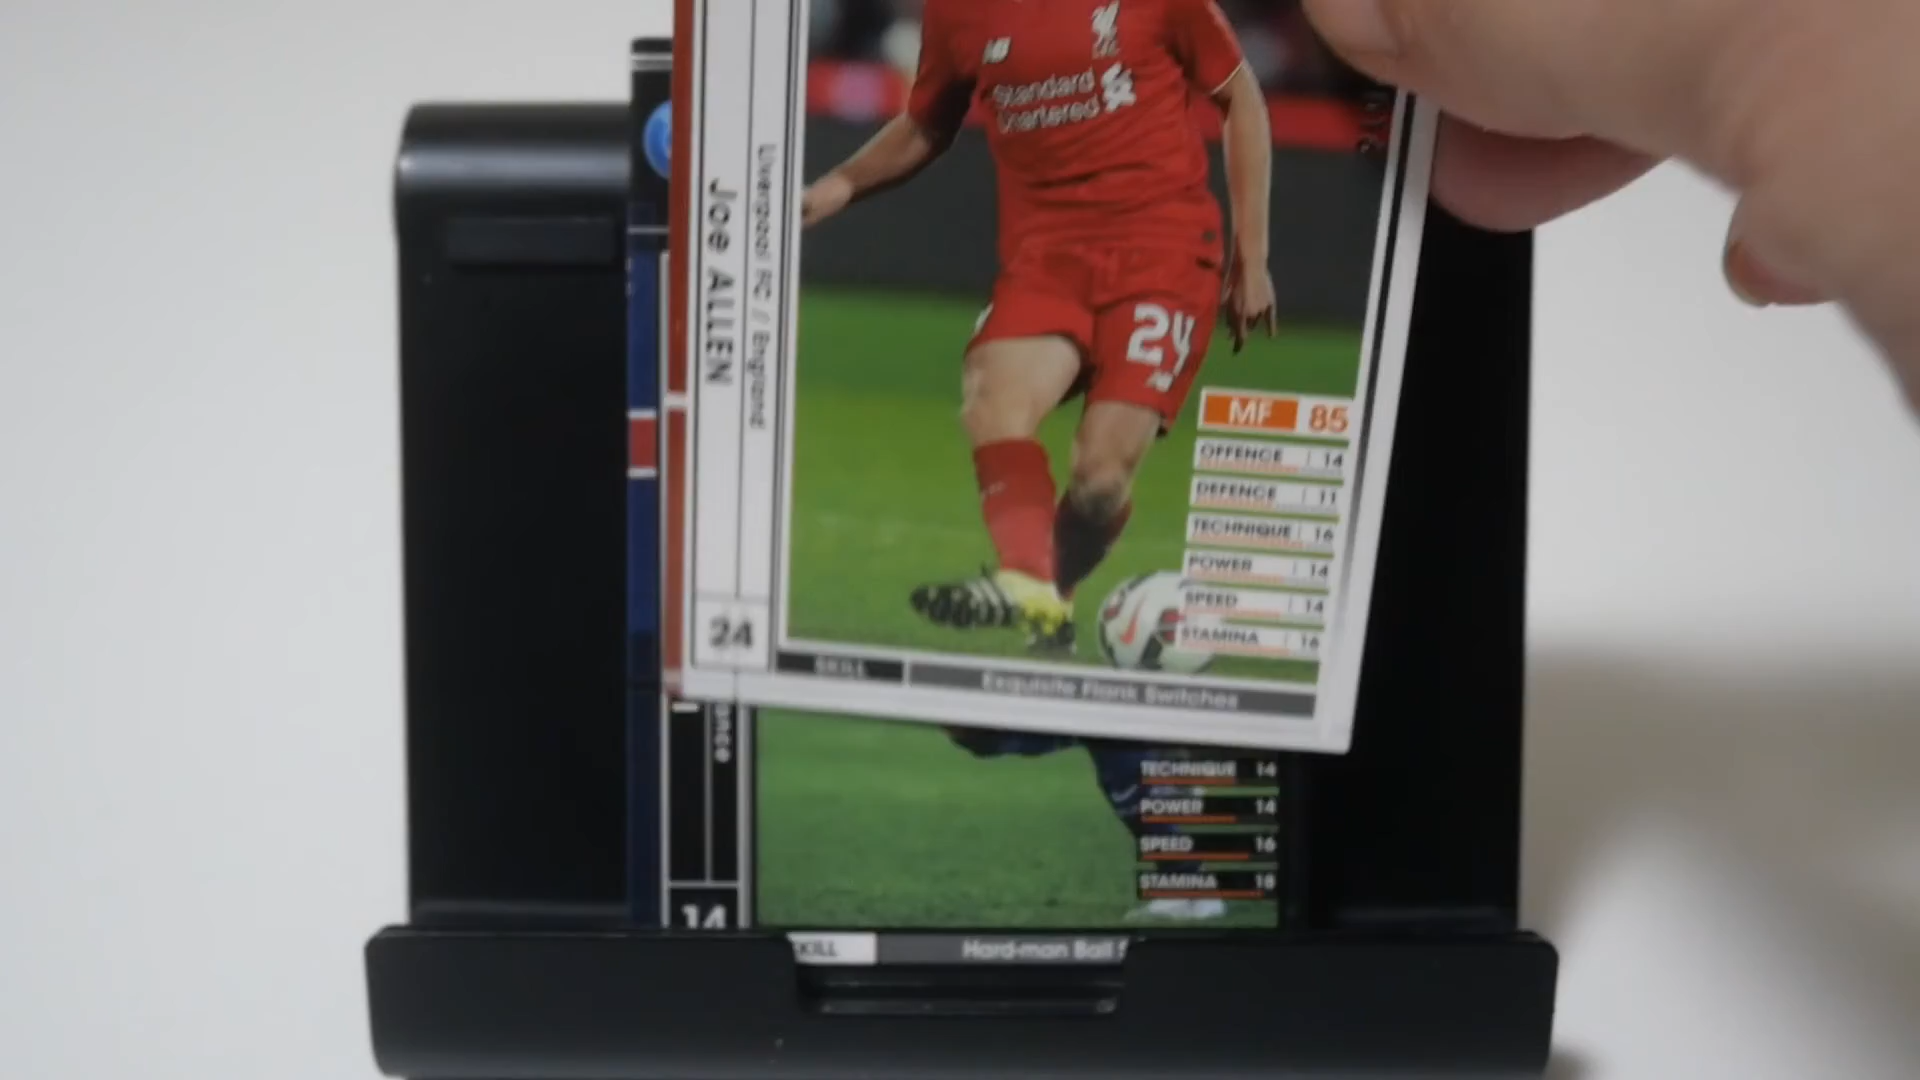 Standard
Chartered
Liverpool FC // England
Joe ALLEN
24
24
MF 85
OFFENCE 14
DEFENCE 11
TECHNIQUE 16
POWER 14
SPEED 14
STAMINA 16
SKILL Exquisite Flank Switches
TECHNIQUE 14
POWER 14
SPEED 16
STAMINA 18
14
Hard-man Ball